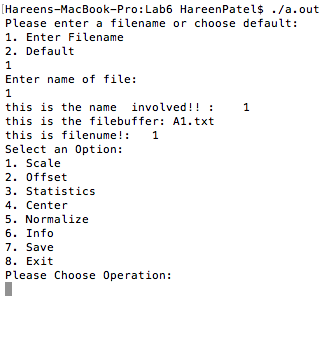 [Hareens-MacBook-Pro:Lab6 HareenPatel$ ./a.out
Please enter a filename or choose default:
1. Enter Filename
2. Default
1
Enter name of file:
1
this is the name  involved!! :    1
this is the filebuffer: A1.txt
this is filenume!:   1
Select an Option:
1. Scale
2. Offset
3. Statistics
4. Center
5. Normalize
6. Info
7. Save
8. Exit
Please Choose Operation: